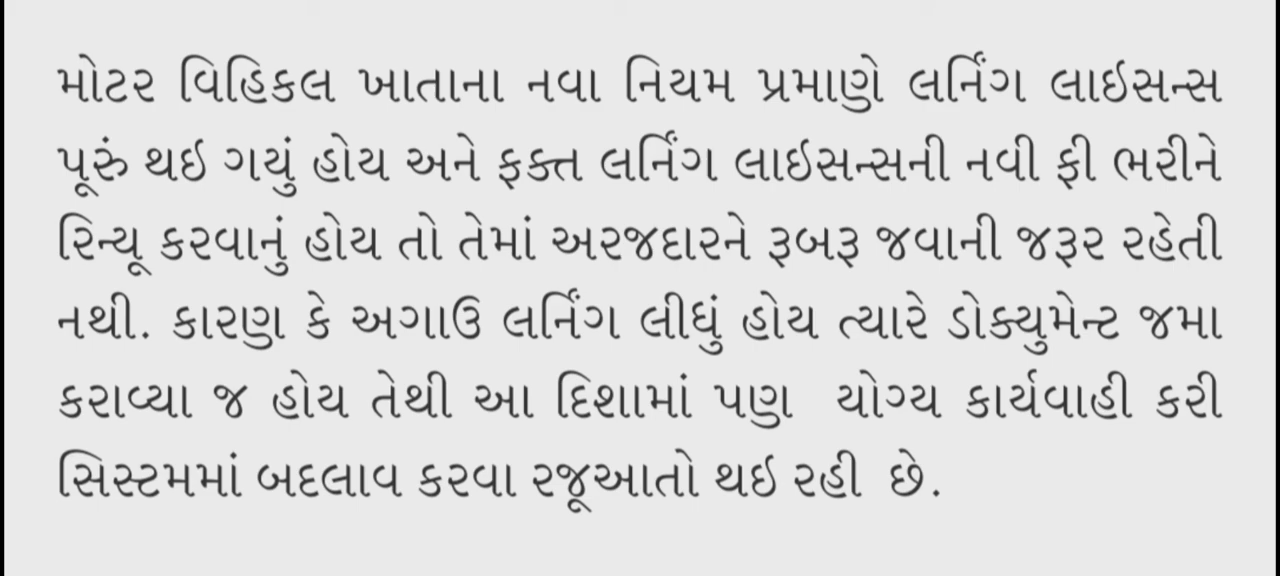 મોટર વિહિકલ ખાતાના નવા નિયમ પ્રમાણે લર્નિંગ લાઇસન્સ
પૂરું થઇ ગયું હોય અને ફક્ત લર્નિંગ લાઇસન્સની નવી ફી ભરીને
રિન્યૂ કરવાનું હોય તો તેમાં અરજદારને રૂબરૂ જવાની જરૂર રહેતી
નથી. કારણ કે અગાઉ લર્નિંગ લીધું હોય ત્યારે ડોક્યુમેન્ટ જમા
કરાવ્યા જ હોય તેથી આ દિશામાં પણ યોગ્ય કાર્યવાહી કરી
સિસ્ટમમાં બદલાવ કરવા રજૂઆતો થઇ રહી છે.